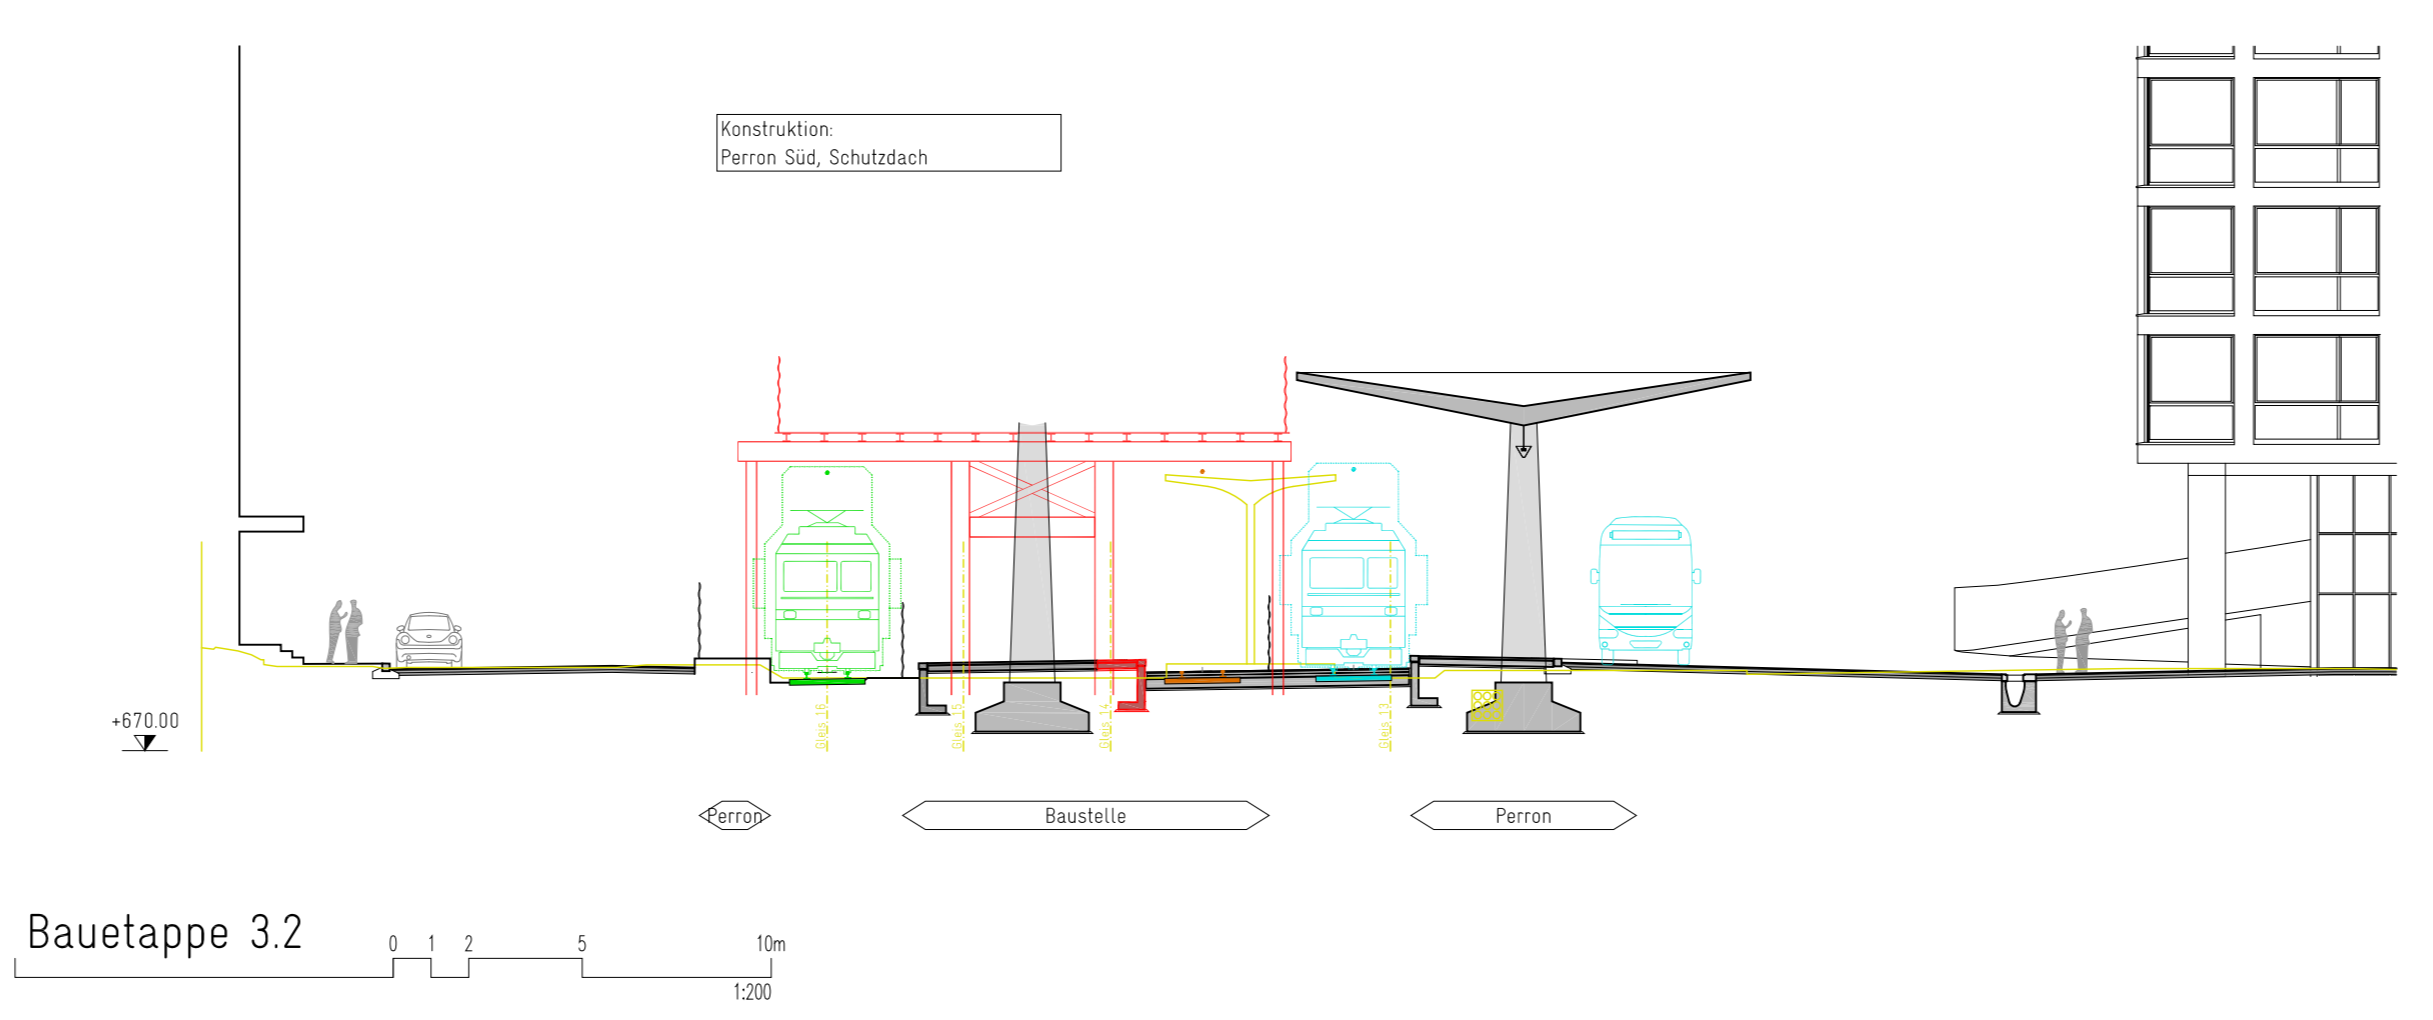 Konstruktion:
Perron Süd, Schutzdach
+670.00
Gleis 16
Gleis 15
Gleis 14
Gleis 13
Perron
Baustelle
Perron
Bauetappe 3.2
0 1 2 5 10m
1:200